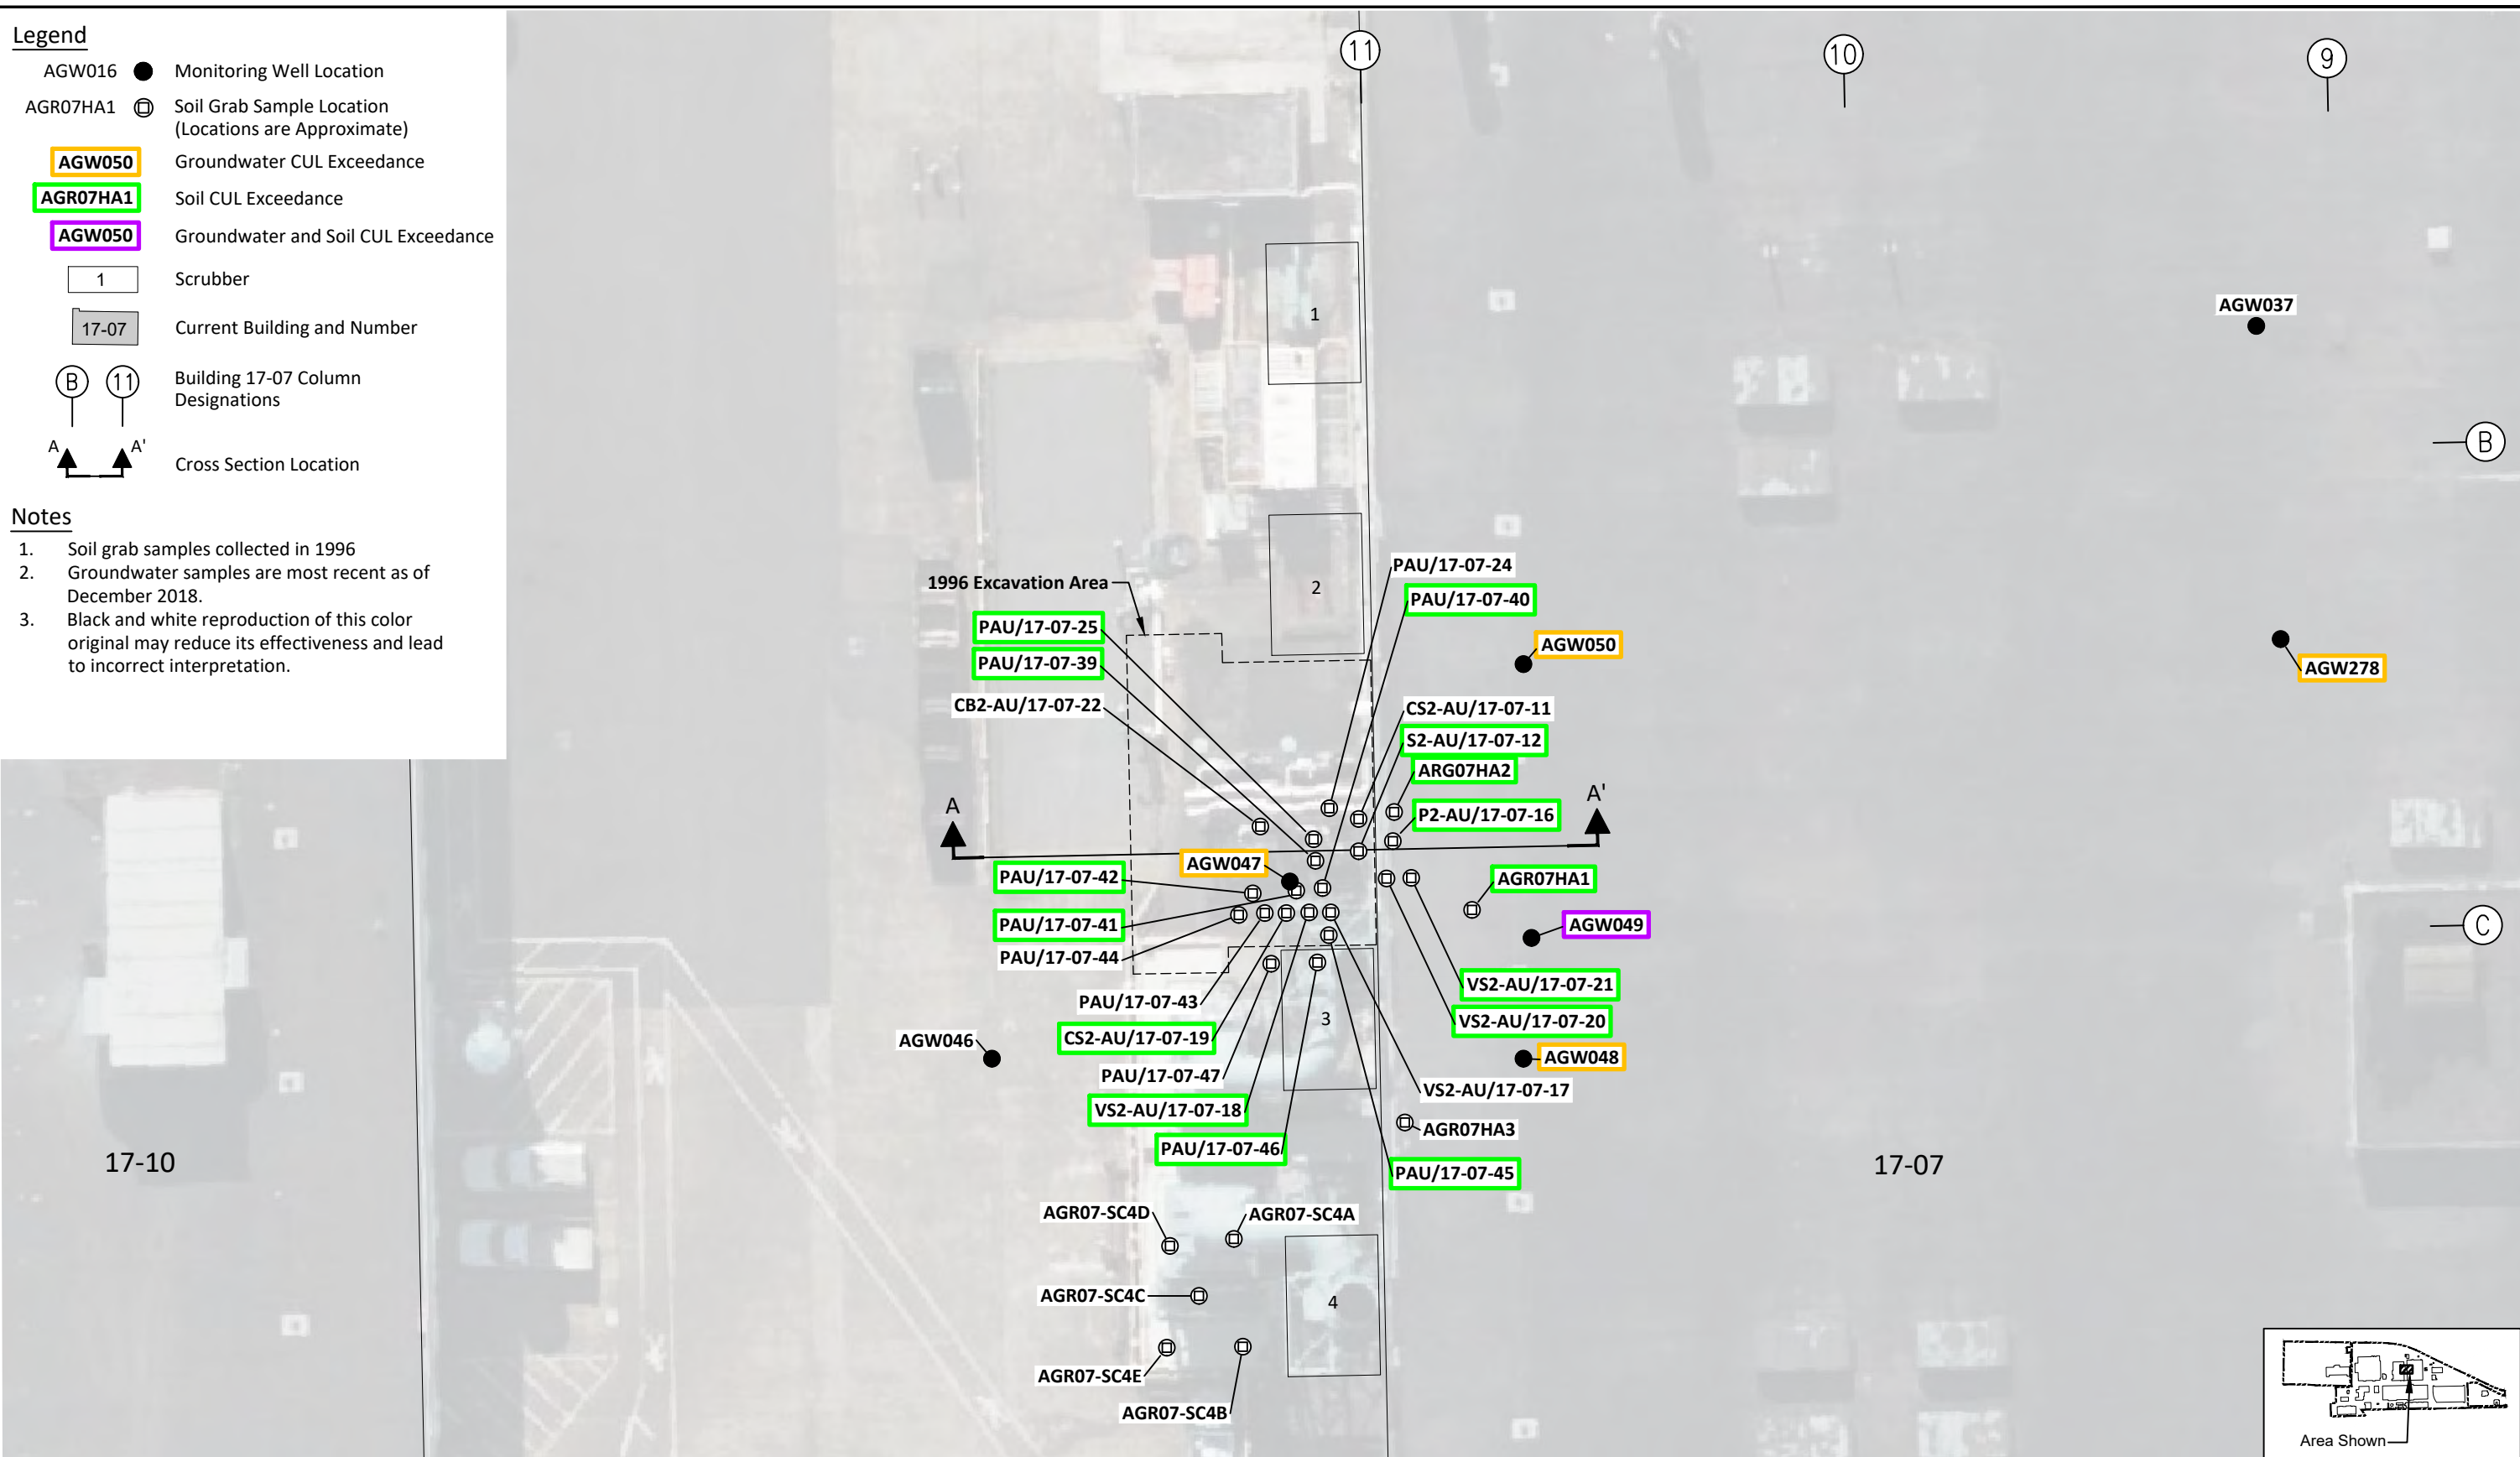 Legend
AGW016 Monitoring Well Location
AGR07HA1 Soil Grab Sample Location
(Locations are Approximate)
AGW050 Groundwater CUL Exceedance
AGR07HA1 Soil CUL Exceedance
AGW050 Groundwater and Soil CUL Exceedance
1 Scrubber
17-07 Current Building and Number
B 11 Building 17-07 Column
Designations
A A' Cross Section Location
Notes
1. Soil grab samples collected in 1996
2. Groundwater samples are most recent as of
December 2018.
3. Black and white reproduction of this color
original may reduce its effectiveness and lead
to incorrect interpretation.
11
10
9
B
C
1
2
3
4
AGW037
1996 Excavation Area
PAU/17-07-24
PAU/17-07-40
PAU/17-07-25
PAU/17-07-39
CB2-AU/17-07-22
AGW050
AGW278
CS2-AU/17-07-11
S2-AU/17-07-12
ARG07HA2
P2-AU/17-07-16
A
A'
AGW047
PAU/17-07-42
PAU/17-07-41
PAU/17-07-44
PAU/17-07-43
AGR07HA1
AGW049
VS2-AU/17-07-21
VS2-AU/17-07-20
AGW046
CS2-AU/17-07-19
PAU/17-07-47
VS2-AU/17-07-18
PAU/17-07-46
AGW048
VS2-AU/17-07-17
AGR07HA3
PAU/17-07-45
17-10
17-07
AGR07-SC4D
AGR07-SC4A
AGR07-SC4C
AGR07-SC4E
AGR07-SC4B
Area Shown